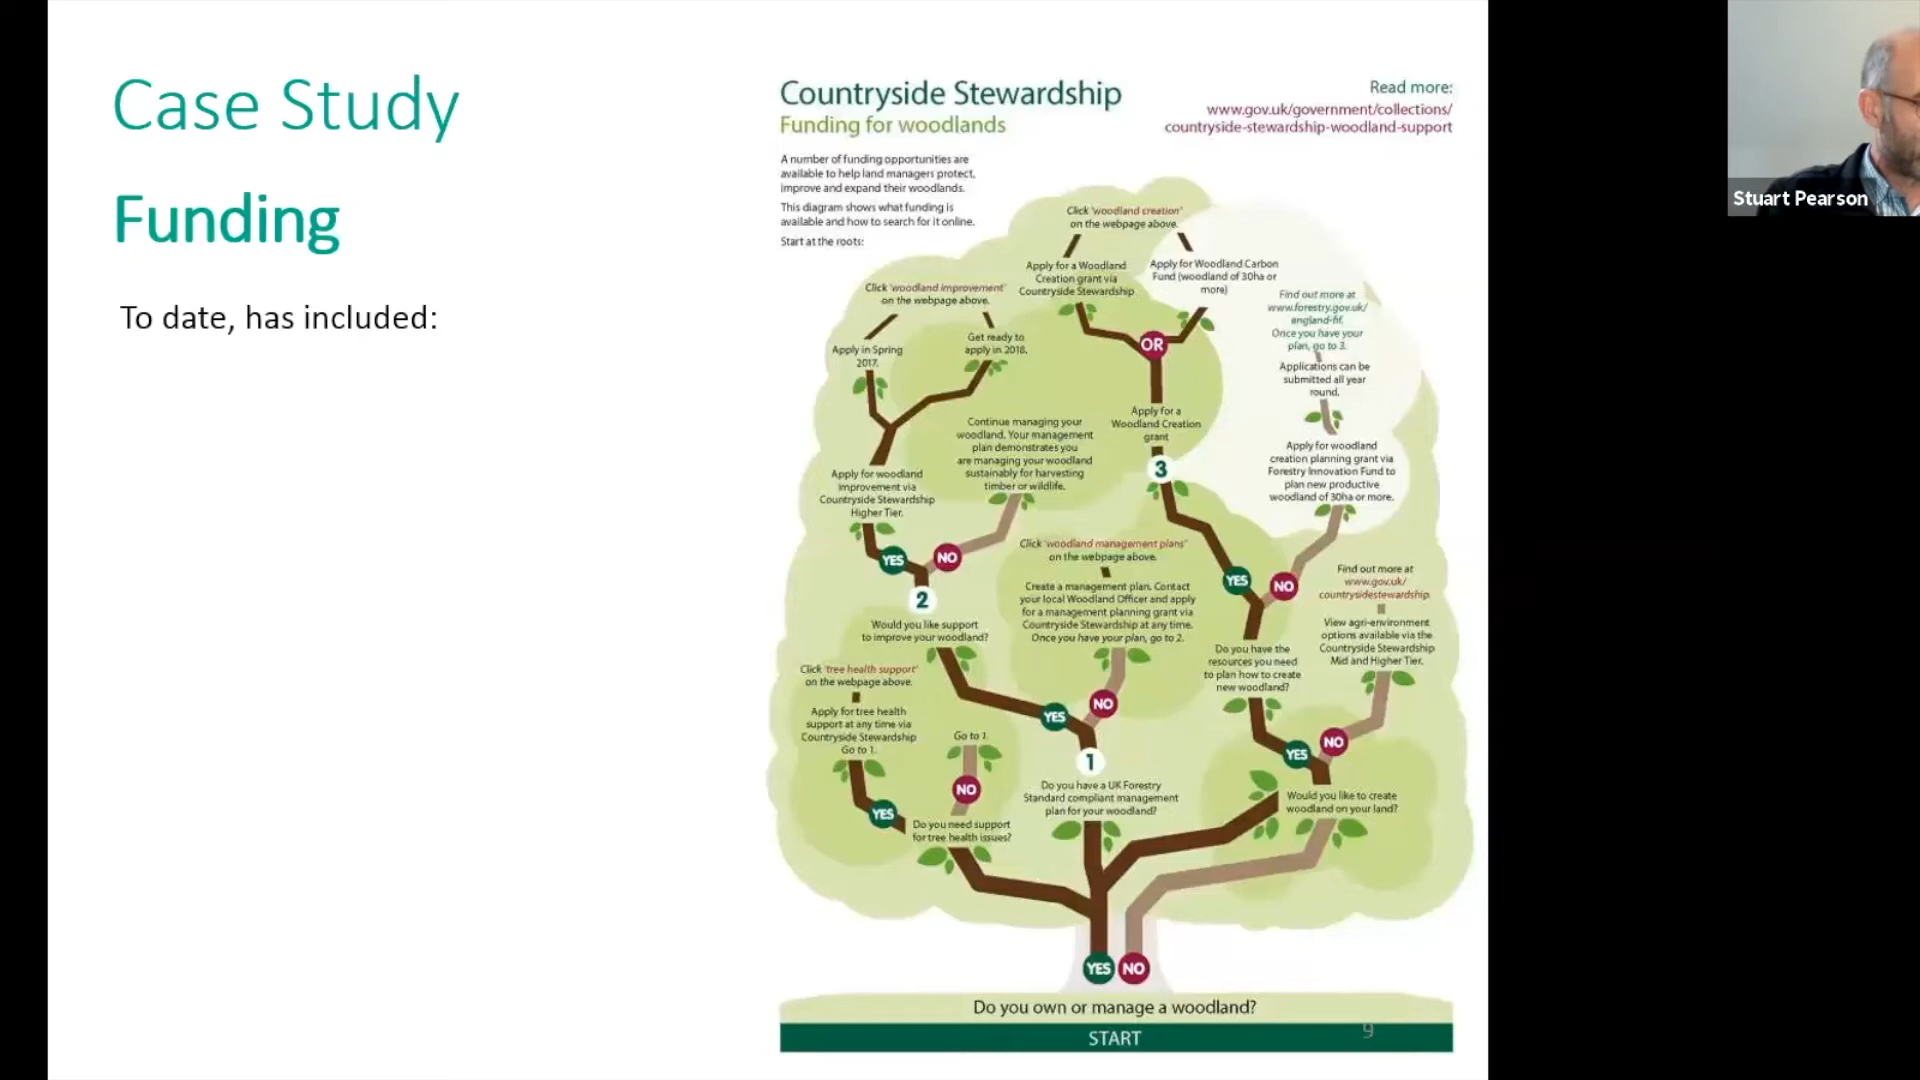 Case Study
Funding
To date, has included:
Countryside Stewardship
Funding for woodlands
Read more:
www.gov.uk/government/collections/
countryside-stewardship-woodland-support
A number of funding opportunities are
available to help land managers protect,
improve and expand their woodlands.
This diagram shows what funding is
available and how to search for it online.
Start at the roots:
Click 'woodland creation'
on the webpage above.
Apply for a Woodland
Creation grant via
Countryside Stewardship
Apply for Woodland Carbon
Fund (woodland of 30ha or
more)
OR
Click 'woodland improvement'
on the webpage above.
Apply in Spring
2017.
Get ready to
apply in 2018.
Find out more at
www.forestry.gov.uk/
england-fif.
Once you have your
plan, go to 3.
Applications can be
submitted all year
round.
Apply for a
Woodland Creation
grant
3
Continue managing your
woodland. Your management
plan demonstrates you
are managing your woodland
sustainably for harvesting
timber or wildlife.
Apply for woodland
creation planning grant via
Forestry Innovation Fund to
plan new productive
woodland of 30ha or more.
Apply for woodland
improvement via
Countryside Stewardship
Higher Tier.
YES
NO
2
Would you like support
to improve your woodland?
Click 'woodland management plans'
on the webpage above.
Create a management plan. Contact
your local Woodland Officer and apply
for a management planning grant via
Countryside Stewardship at any time.
Once you have your plan, go to 2.
YES
NO
Find out more at
www.gov.uk/
countrysidestewardship
View agri-environment
options available via the
Countryside Stewardship
Mid and Higher Tier.
Do you have the
resources you need
to plan how to create
new woodland?
Click 'tree health support'
on the webpage above.
Apply for tree health
support at any time via
Countryside Stewardship
Go to 1.
Go to 1.
YES
NO
1
Do you have a UK Forestry
Standard compliant management
plan for your woodland?
YES
NO
Would you like to create
woodland on your land?
YES
NO
Do you need support
for tree health issues?
YES
NO
Do you own or manage a woodland?
START
9
Stuart Pearson